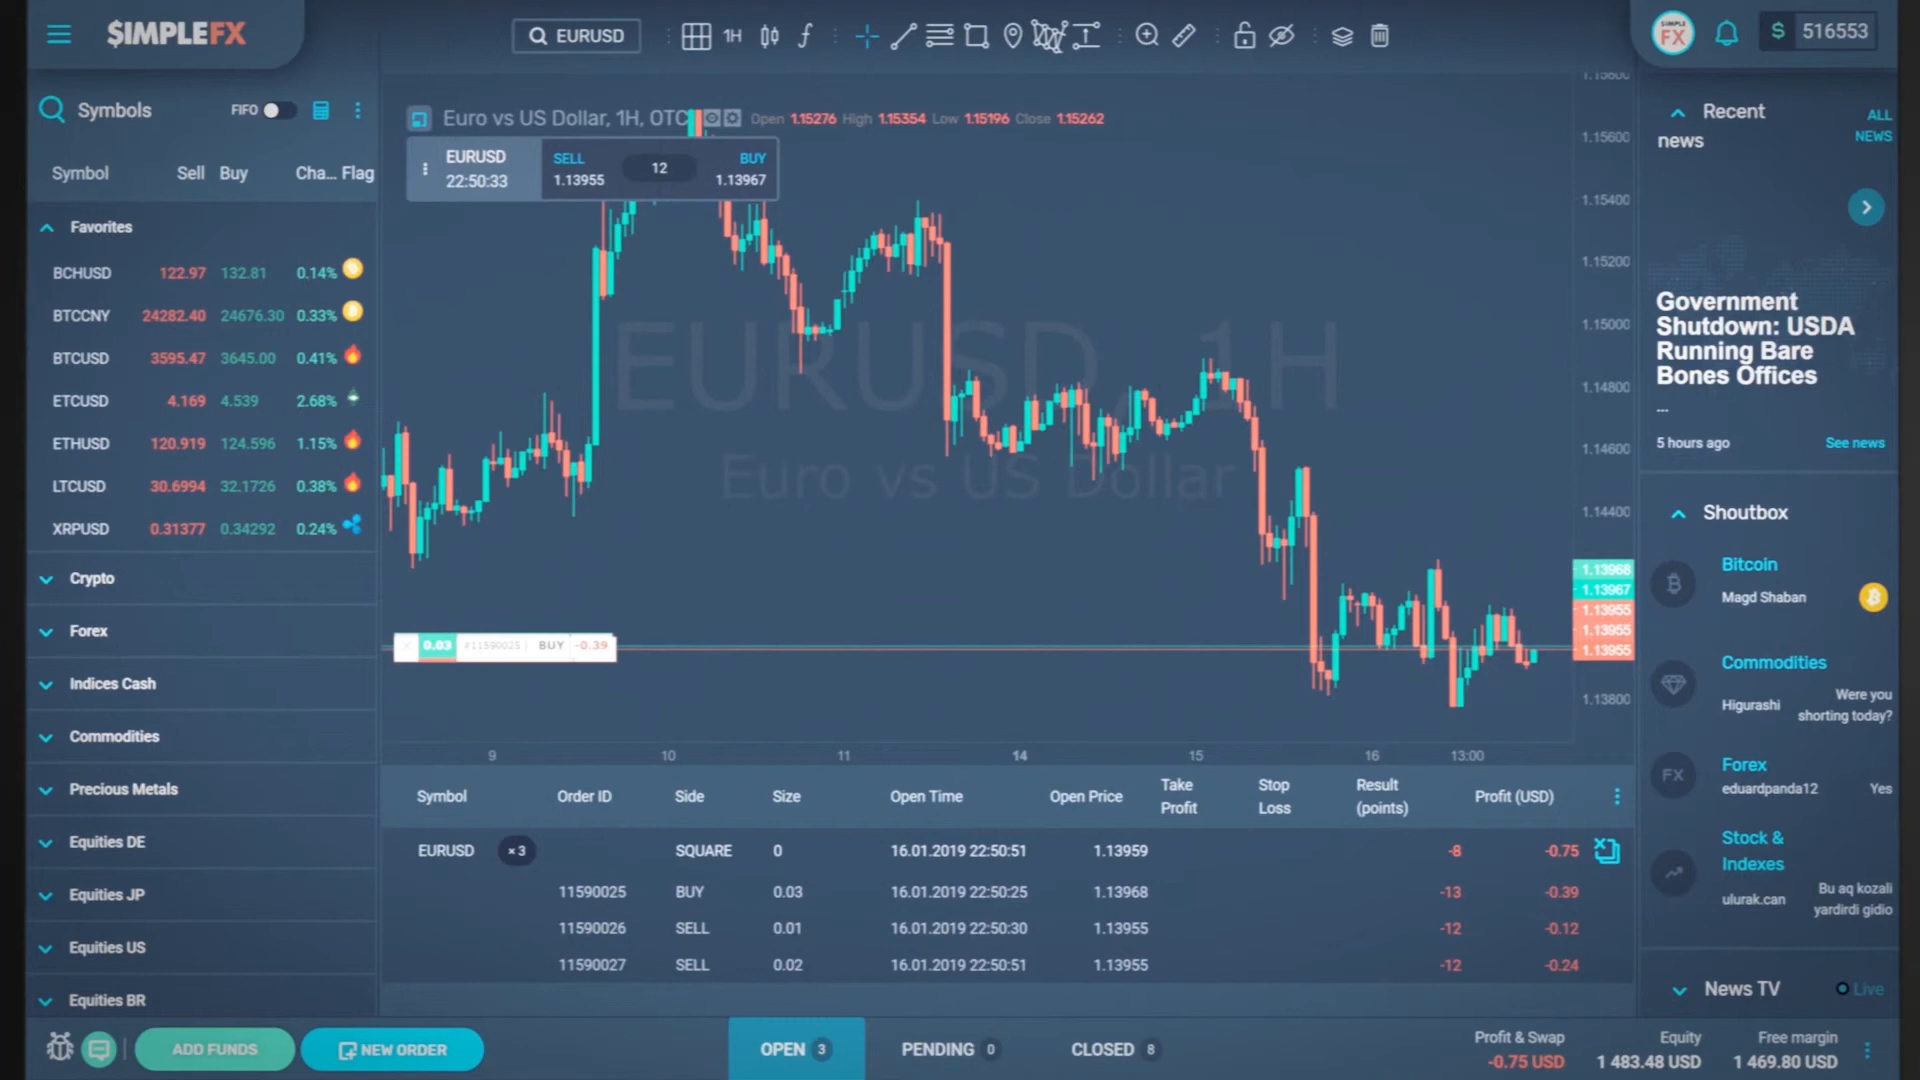 $IMPLEFX
EURUSD
1H
$ 516553
SIMPLE
FX
Symbols
FIFO
Symbol Sell Buy Cha... Flag
Favorites
BCHUSD 122.97 132.81 0.14%
BTCCNY 24282.40 24676.30 0.33%
BTCUSD 3595.47 3645.00 0.41%
ETCUSD 4.169 4.539 2.68%
ETHUSD 120.919 124.596 1.15%
LTCUSD 30.6994 32.1726 0.38%
XRPUSD 0.31377 0.34292 0.24%
Crypto
Forex
Indices Cash
Commodities
Precious Metals
Equities DE
Equities JP
Equities US
Equities BR
Euro vs US Dollar, 1H, OTC
Open 1.15276 High 1.15354 Low 1.15196 Close 1.15262
EURUSD
22:50:33
SELL
1.13955
12
BUY
1.13967
EURUSD, 1H
Euro vs US Dollar
0.03 #11590025 BUY -0.39
1.15800
1.15600
1.15400
1.15200
1.15000
1.14800
1.14600
1.14400
1.13968
1.13967
1.13955
1.13955
1.13955
1.13800
9 10 11 14 15 16 13:00
Symbol Order ID Side Size Open Time Open Price Take Profit Stop Loss Result (points) Profit (USD)
EURUSD ×3 SQUARE 0 16.01.2019 22:50:51 1.13959 -8 -0.75
11590025 BUY 0.03 16.01.2019 22:50:25 1.13968 -13 -0.39
11590026 SELL 0.01 16.01.2019 22:50:30 1.13955 -12 -0.12
11590027 SELL 0.02 16.01.2019 22:50:51 1.13955 -12 -0.24
Recent
news
ALL
NEWS
Government
Shutdown: USDA
Running Bare
Bones Offices
...
5 hours ago See news
Shoutbox
Bitcoin
Magd Shaban
Commodities
Higurashi
Were you
shorting today?
FX
Forex
eduardpanda12 Yes
Stock &
Indexes
ulurak.can
Bu aq kozali
yardirdi gidio
News TV Live
ADD FUNDS
NEW ORDER
OPEN 3
PENDING 0
CLOSED 8
Profit & Swap
-0.75 USD
Equity
1 483.48 USD
Free margin
1 469.80 USD